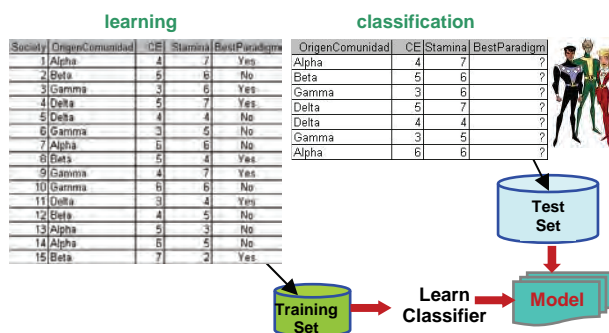 learning
Society OrigenComunidad CE Stamina BestParadigm
1 Alpha 4 7 Yes
2 Beta 5 6 No
3 Gamma 3 6 Yes
4 Delta 5 7 Yes
5 Delta 4 4 No
6 Gamma 3 5 No
7 Alpha 6 6 No
8 Beta 5 4 Yes
9 Gamma 4 7 Yes
10 Gamma 6 6 No
11 Delta 3 4 Yes
12 Beta 4 5 No
13 Alpha 5 3 No
14 Alpha 6 5 No
15 Beta 7 2 Yes
classification
OrigenComunidad CE Stamina BestParadigm
Alpha 4 7 ?
Beta 5 6 ?
Gamma 3 6 ?
Delta 5 7 ?
Delta 4 4 ?
Gamma 3 5 ?
Alpha 6 6 ?
Test
Set
Training
Set
Learn
Classifier
Model